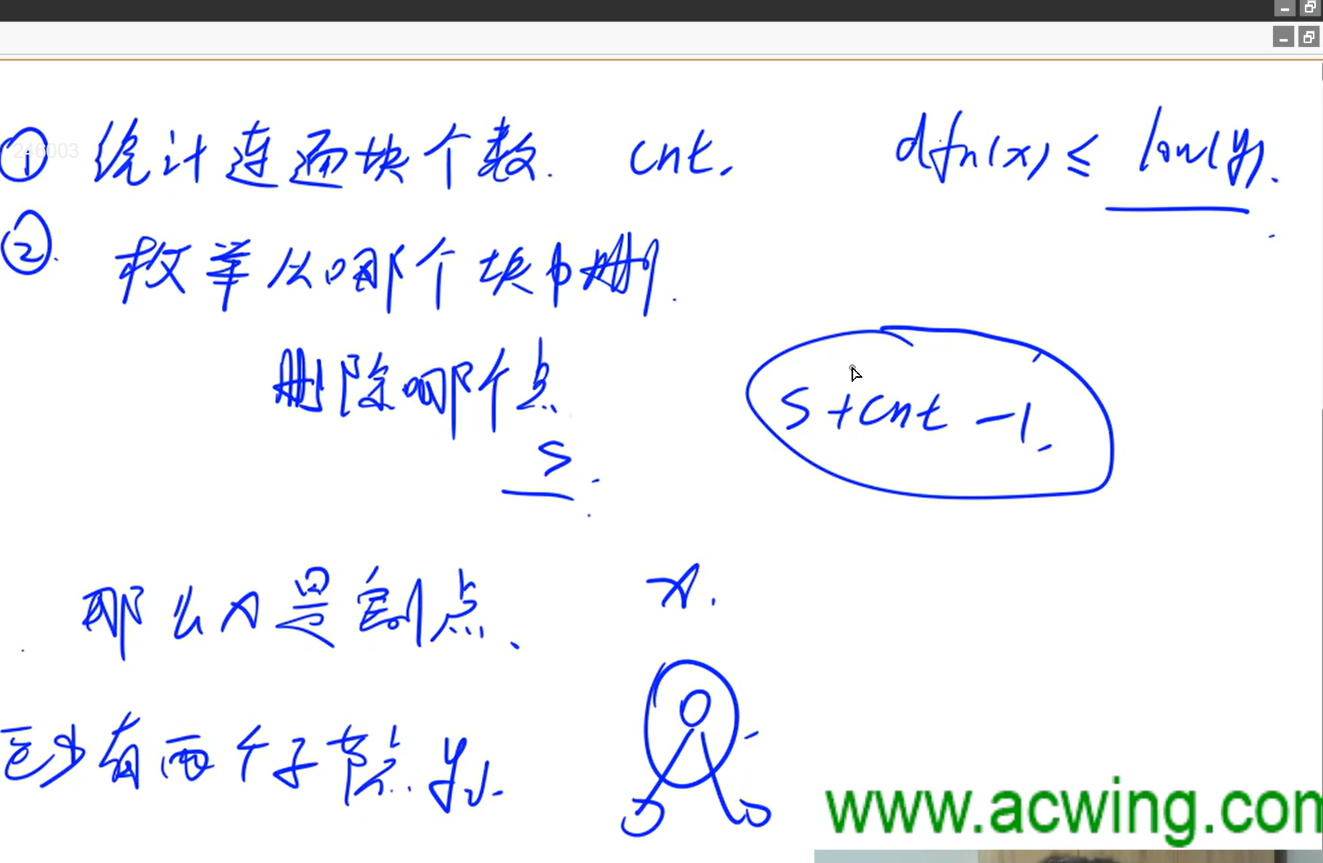 ① 统计连通块个数. cnt. dfn(x) ≤ low(y).
246003
② 枚举从哪个块中删.
删除哪个点
s
s+cnt-1.
那么x是割点、 x.
至少有两个子节点 yi.
www.acwing.com